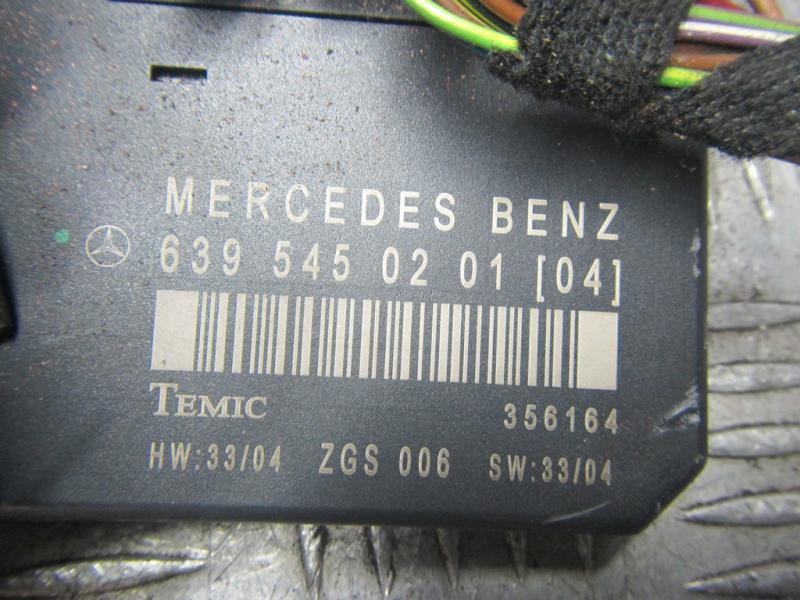 MERCEDES BENZ
639 545 02 01 [04]
TEMIC 356164
HW:33/04 ZGS 006 SW:33/04